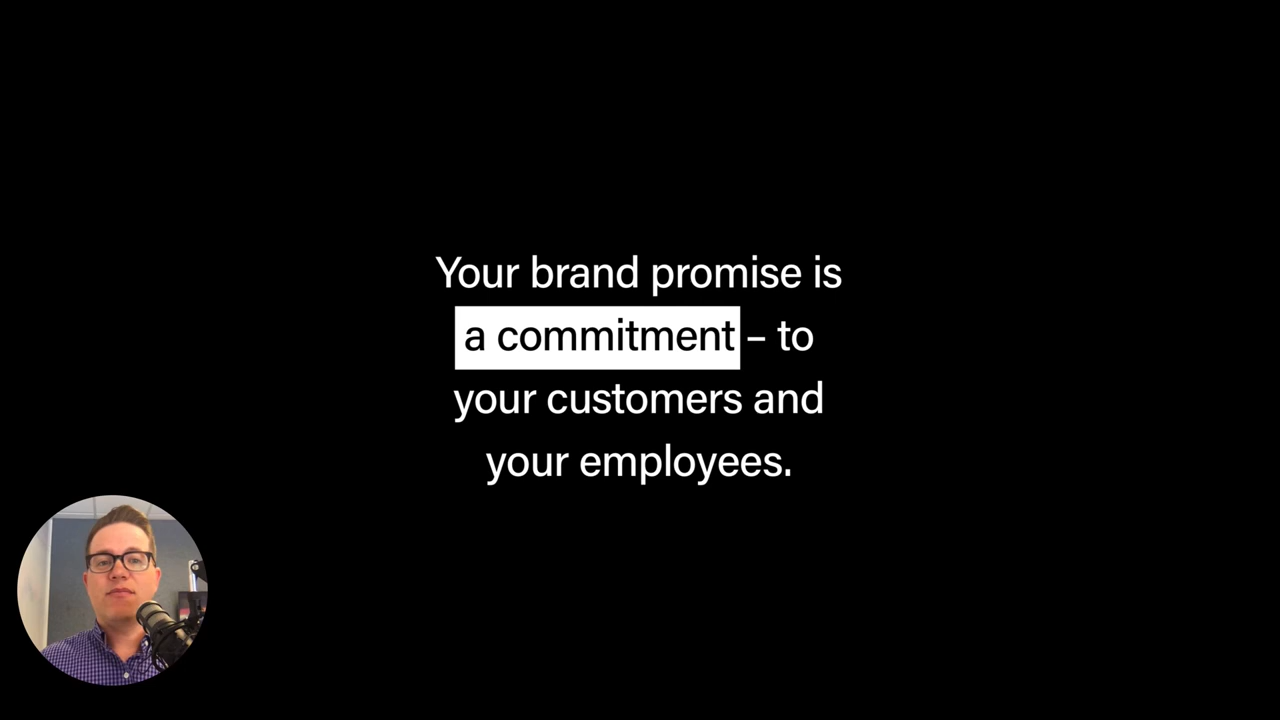 Your brand promise is
a commitment – to
your customers and
your employees.